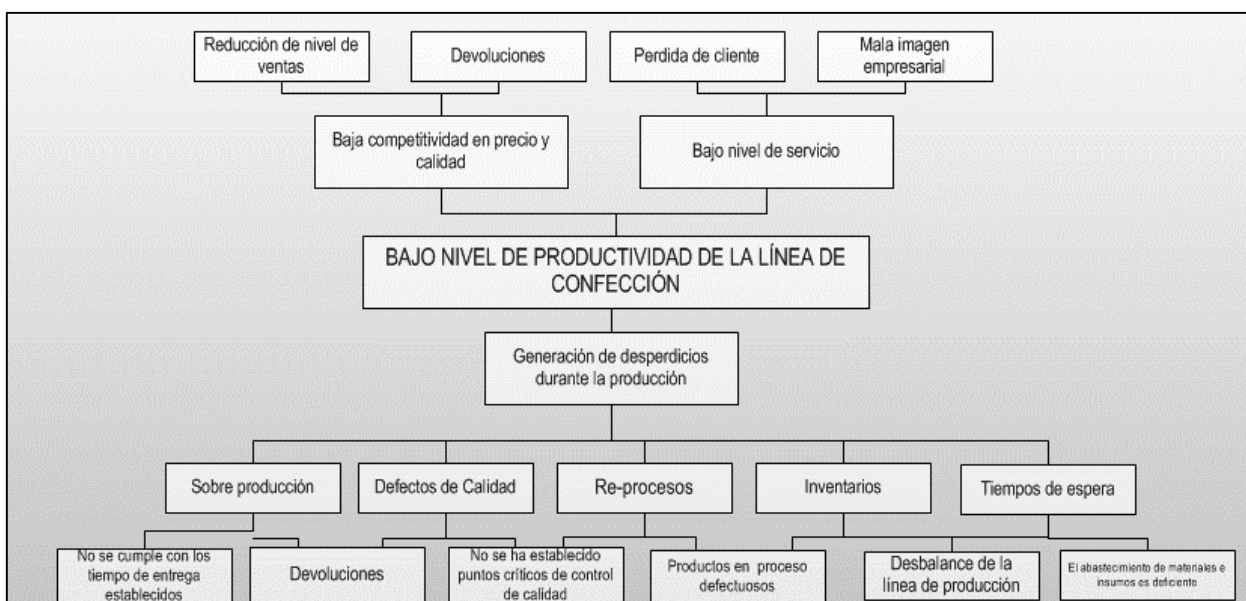 Reducción de nivel de
ventas
Devoluciones
Perdida de cliente
Mala imagen
empresarial
Baja competitividad en precio y
calidad
Bajo nivel de servicio
BAJO NIVEL DE PRODUCTIVIDAD DE LA LÍNEA DE
CONFECCIÓN
Generación de desperdicios
durante la producción
Sobre producción
Defectos de Calidad
Re-procesos
Inventarios
Tiempos de espera
No se cumple con los
tiempo de entrega
establecidos
Devoluciones
No se ha establecido
puntos críticos de control
de calidad
Productos en proceso
defectuosos
Desbalance de la
línea de producción
El abastecimiento de materiales e
insumos es deficiente